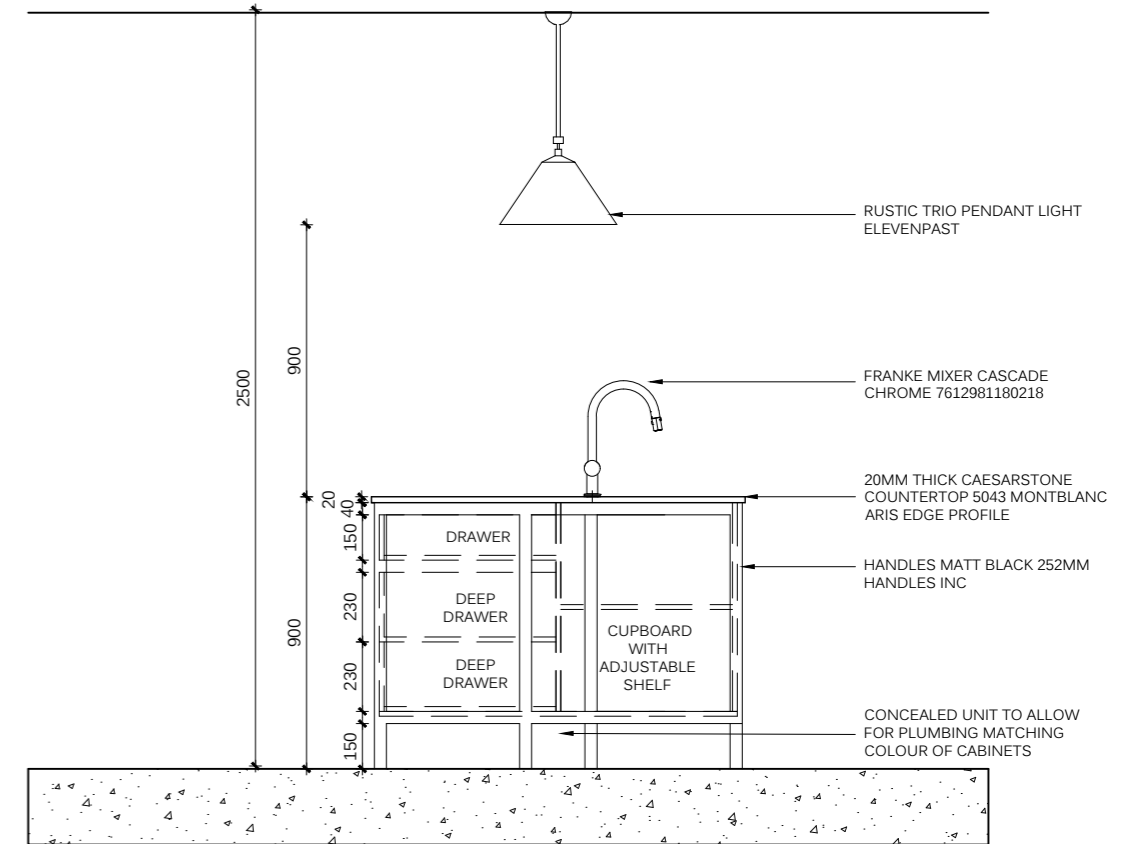 RUSTIC TRIO PENDANT LIGHT
ELEVENPAST
2500
900
FRANKE MIXER CASCADE
CHROME 7612981180218
20
40
150
230
230
150
900
20MM THICK CAESARSTONE
COUNTERTOP 5043 MONTBLANC
ARIS EDGE PROFILE
DRAWER
HANDLES MATT BLACK 252MM
HANDLES INC
DEEP
DRAWER
DEEP
DRAWER
CUPBOARD
WITH
ADJUSTABLE
SHELF
CONCEALED UNIT TO ALLOW
FOR PLUMBING MATCHING
COLOUR OF CABINETS